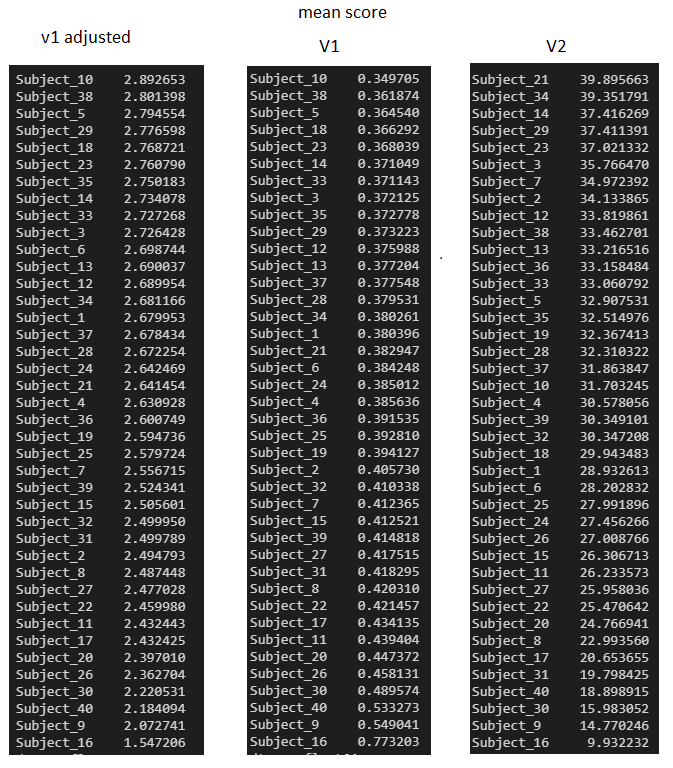 mean score
v1 adjusted
V1
V2
Subject_10 2.892653
Subject_38 2.801398
Subject_5 2.794554
Subject_29 2.776598
Subject_18 2.768721
Subject_23 2.760790
Subject_35 2.750183
Subject_14 2.734078
Subject_33 2.727268
Subject_3 2.726428
Subject_6 2.698744
Subject_13 2.690037
Subject_12 2.689954
Subject_34 2.681166
Subject_1 2.679953
Subject_37 2.678434
Subject_28 2.672254
Subject_24 2.642469
Subject_21 2.641454
Subject_4 2.630928
Subject_36 2.600749
Subject_19 2.594736
Subject_25 2.579724
Subject_7 2.556715
Subject_39 2.524341
Subject_15 2.505601
Subject_32 2.499950
Subject_31 2.499789
Subject_2 2.494793
Subject_8 2.487448
Subject_27 2.477028
Subject_22 2.459980
Subject_11 2.432443
Subject_17 2.432425
Subject_20 2.397010
Subject_26 2.362704
Subject_30 2.220531
Subject_40 2.184094
Subject_9 2.072741
Subject_16 1.547206
Subject_10 0.349705
Subject_38 0.361874
Subject_5 0.364540
Subject_18 0.366292
Subject_23 0.368039
Subject_14 0.371049
Subject_33 0.371143
Subject_3 0.372125
Subject_35 0.372778
Subject_29 0.373223
Subject_12 0.375988
Subject_13 0.377204
Subject_37 0.377548
Subject_28 0.379531
Subject_34 0.380261
Subject_1 0.380396
Subject_21 0.382947
Subject_6 0.384248
Subject_24 0.385012
Subject_4 0.385636
Subject_36 0.391535
Subject_25 0.392810
Subject_19 0.394127
Subject_2 0.405730
Subject_32 0.410338
Subject_7 0.412365
Subject_15 0.412521
Subject_39 0.414818
Subject_27 0.417515
Subject_31 0.418295
Subject_8 0.420310
Subject_22 0.421457
Subject_17 0.434135
Subject_11 0.439404
Subject_20 0.447372
Subject_26 0.458131
Subject_30 0.489574
Subject_40 0.533273
Subject_9 0.549041
Subject_16 0.773203
Subject_21 39.895663
Subject_34 39.351791
Subject_14 37.416269
Subject_29 37.411391
Subject_23 37.021332
Subject_3 35.766470
Subject_7 34.972392
Subject_2 34.133865
Subject_12 33.819861
Subject_38 33.462701
Subject_13 33.216516
Subject_36 33.158484
Subject_33 33.060792
Subject_5 32.907531
Subject_35 32.514976
Subject_19 32.367413
Subject_28 32.310322
Subject_37 31.863847
Subject_10 31.703245
Subject_4 30.578056
Subject_39 30.349101
Subject_32 30.347208
Subject_18 29.943483
Subject_1 28.932613
Subject_6 28.202832
Subject_25 27.991896
Subject_24 27.456266
Subject_26 27.008766
Subject_15 26.306713
Subject_11 26.233573
Subject_27 25.958036
Subject_22 25.470642
Subject_20 24.766941
Subject_8 22.993560
Subject_17 20.653655
Subject_31 19.798425
Subject_40 18.898915
Subject_30 15.983052
Subject_9 14.770246
Subject_16 9.932232